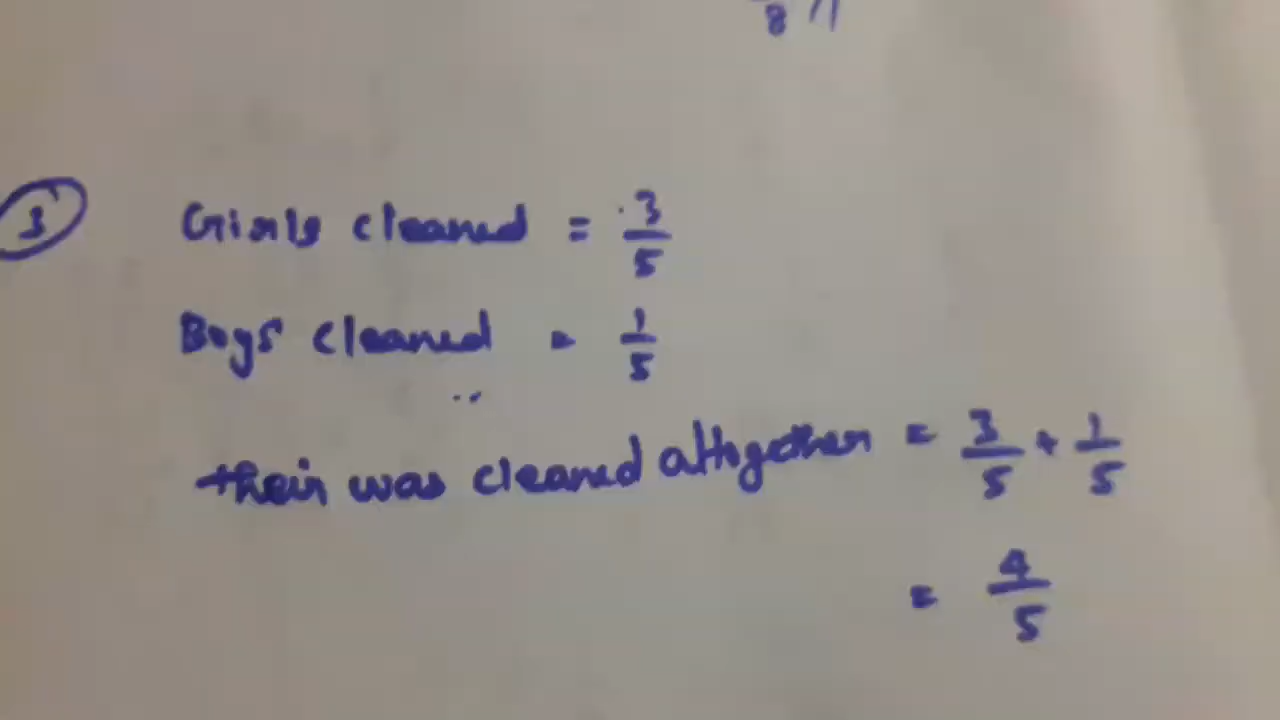 8 //
3 Girls cleaned = 3/5
Boys cleaned = 1/5
their was cleaned altogether = 3/5 + 1/5
= 4/5